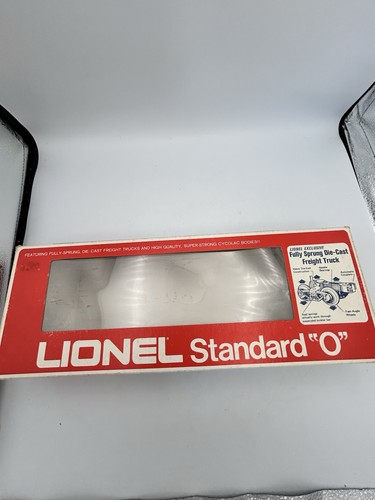 FEATURING FULLY SPRUNG, DIE-CAST FREIGHT TRUCKS AND HIGH QUALITY, SUPER-STRONG CYCOLAC BODIES!!
LIONEL EXCLUSIVE
Fully Sprung Die-Cast
Freight Truck
LIONEL Standard "O"